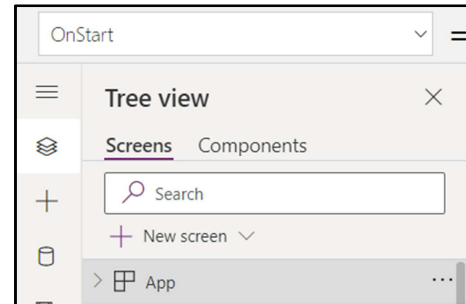 OnStart =
Tree view
Screens Components
Search
New screen
App ...